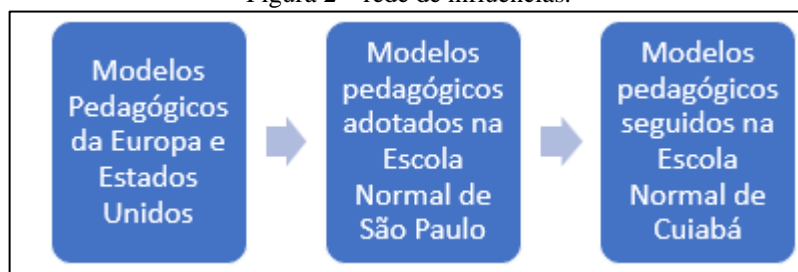 Figura 2 – rede de influências.
Modelos
Pedagógicos
da Europa e
Estados
Unidos
Modelos
pedagógicos
adotados na
Escola
Normal de
São Paulo
Modelos
pedagógicos
seguidos na
Escola
Normal de
Cuiabá